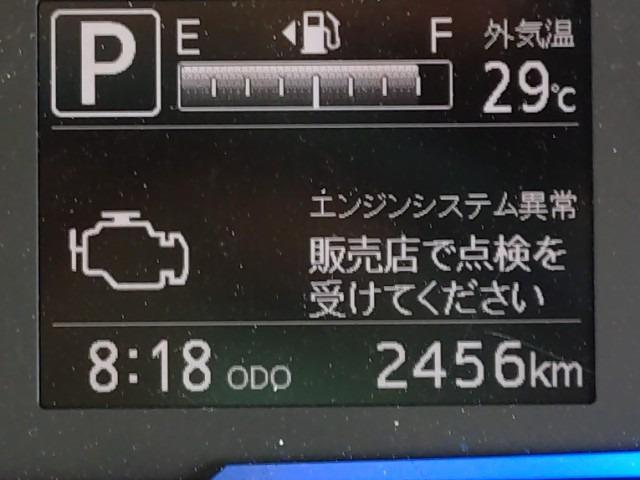 P
E F 外気温
29℃
エンジンシステム異常
販売店で点検を
受けてください
8:18 ODO 2456km